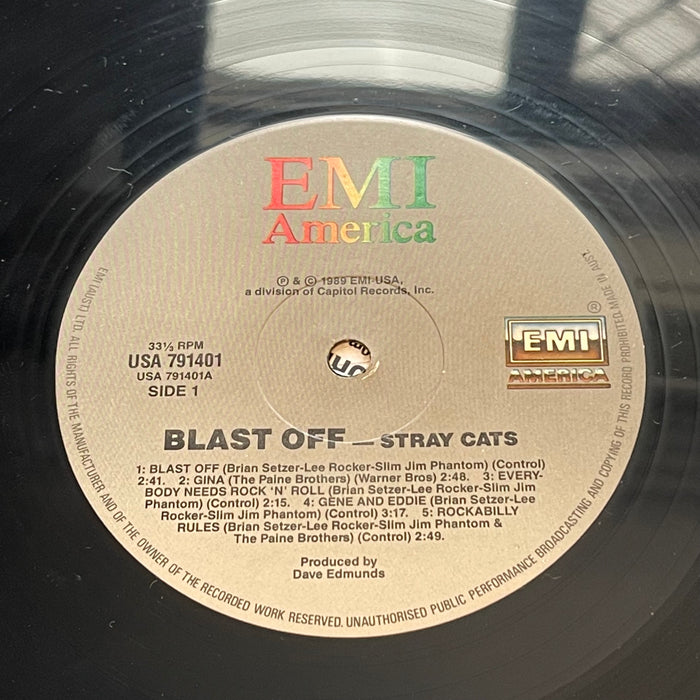 EMI
America
Ⓟ & © 1989 EMI-USA,
a division of Capitol Records, Inc.
33⅓ RPM
USA 791401
USA 791401A
SIDE 1
®
EMI
AMERICA
BLAST OFF — STRAY CATS
1: BLAST OFF (Brian Setzer-Lee Rocker-Slim Jim Phantom) (Control)
2:41. 2: GINA (The Paine Brothers) (Warner Bros) 2:48. 3: EVERY-
BODY NEEDS ROCK 'N' ROLL (Brian Setzer-Lee Rocker-Slim Jim
Phantom) (Control) 2:15. 4: GENE AND EDDIE (Brian Setzer-Lee
Rocker-Slim Jim Phantom) (Control) 3:17. 5: ROCKABILLY
RULES (Brian Setzer-Lee Rocker-Slim Jim Phantom &
The Paine Brothers) (Control) 2:49.
Produced by
Dave Edmunds
EMI (AUST) LTD. ALL RIGHTS OF THE MANUFACTURER AND OF THE OWNER OF THE RECORDED WORK RESERVED. UNAUTHORISED PUBLIC PERFORMANCE BROADCASTING AND COPYING OF THIS RECORD PROHIBITED. MADE IN AUST.